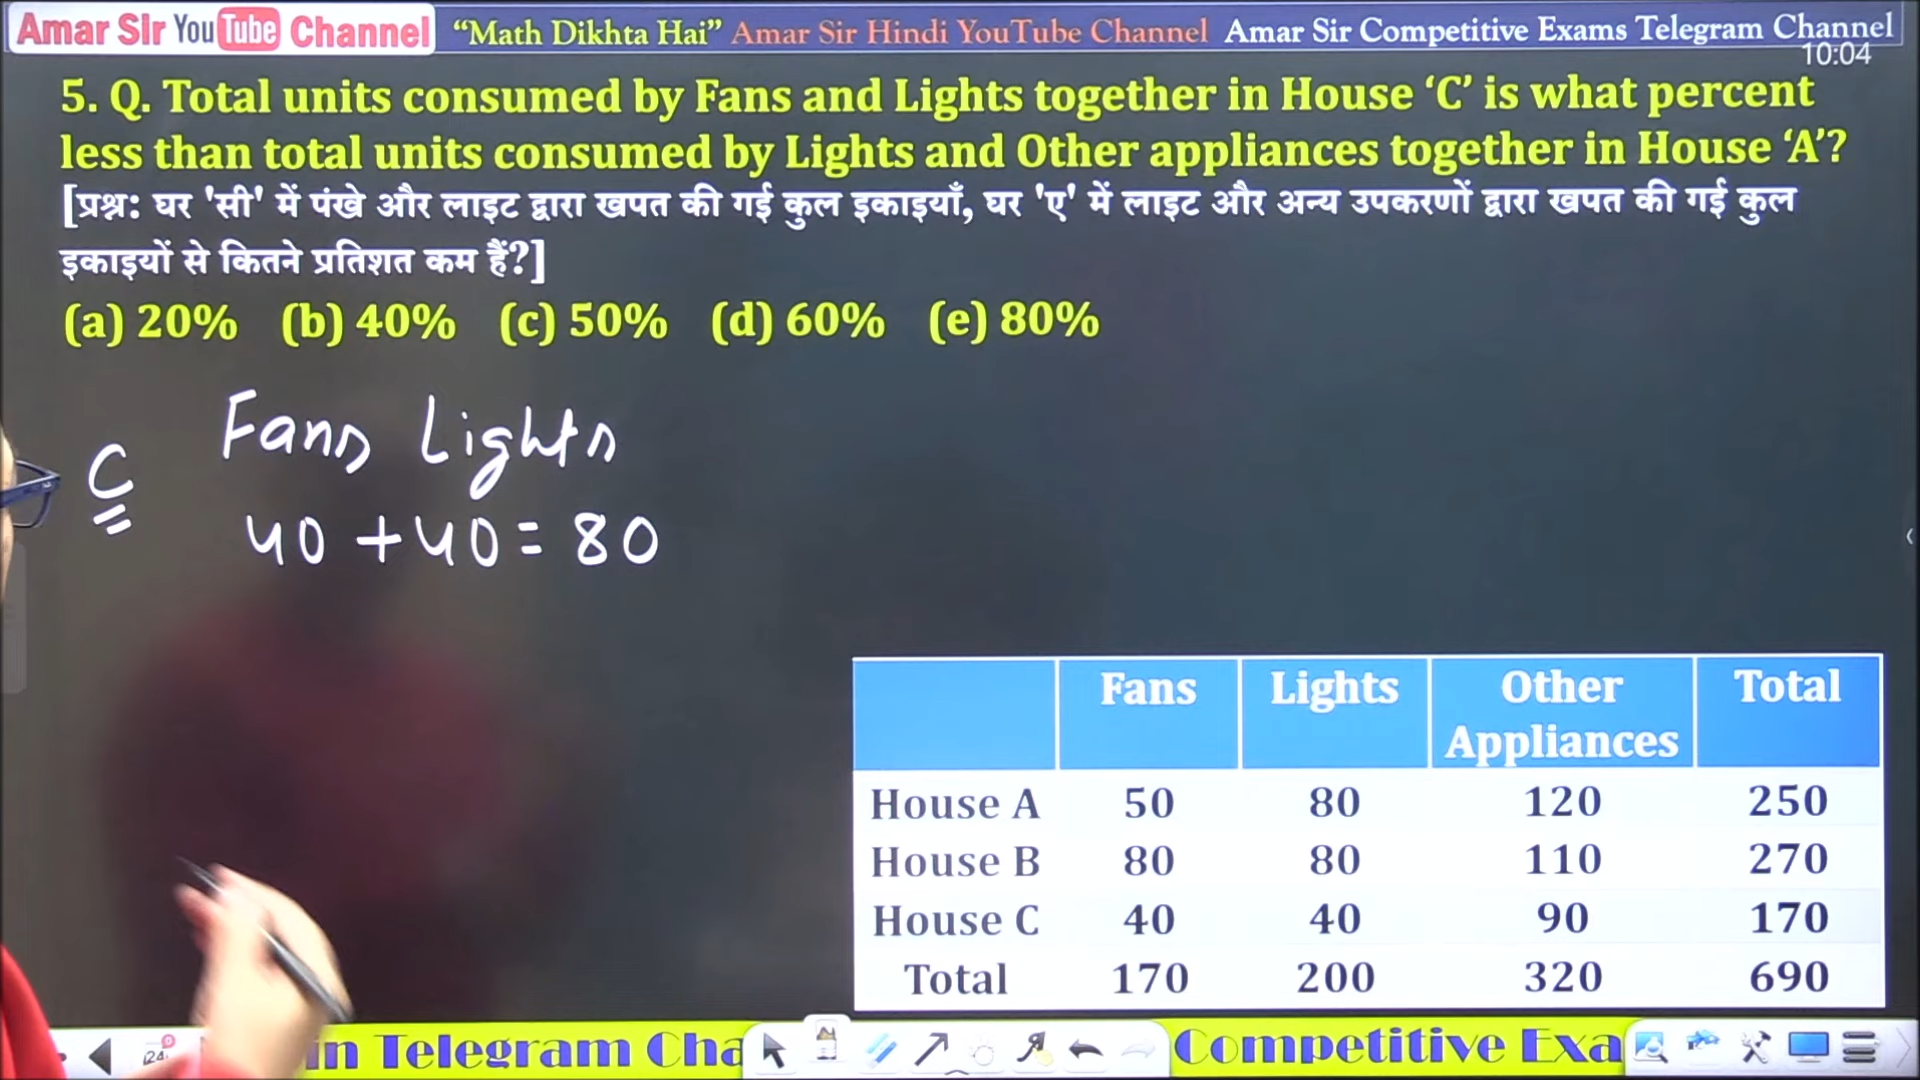 Amar Sir YouTube Channel "Math Dikhta Hai" Amar Sir Hindi YouTube Channel Amar Sir Competitive Exams Telegram Channel
10:04
5. Q. Total units consumed by Fans and Lights together in House ‘C’ is what percent
less than total units consumed by Lights and Other appliances together in House ‘A’?
[प्रश्न: घर 'सी' में पंखे और लाइट द्वारा खपत की गई कुल इकाइयाँ, घर 'ए' में लाइट और अन्य उपकरणों द्वारा खपत की गई कुल
इकाइयों से कितने प्रतिशत कम हैं?]
(a) 20% (b) 40% (c) 50% (d) 60% (e) 80%
C Fans Lights
40 + 40 = 80
Fans Lights Other Appliances Total
House A 50 80 120 250
House B 80 80 110 270
House C 40 40 90 170
Total 170 200 320 690
in Telegram Cha Competitive Exa